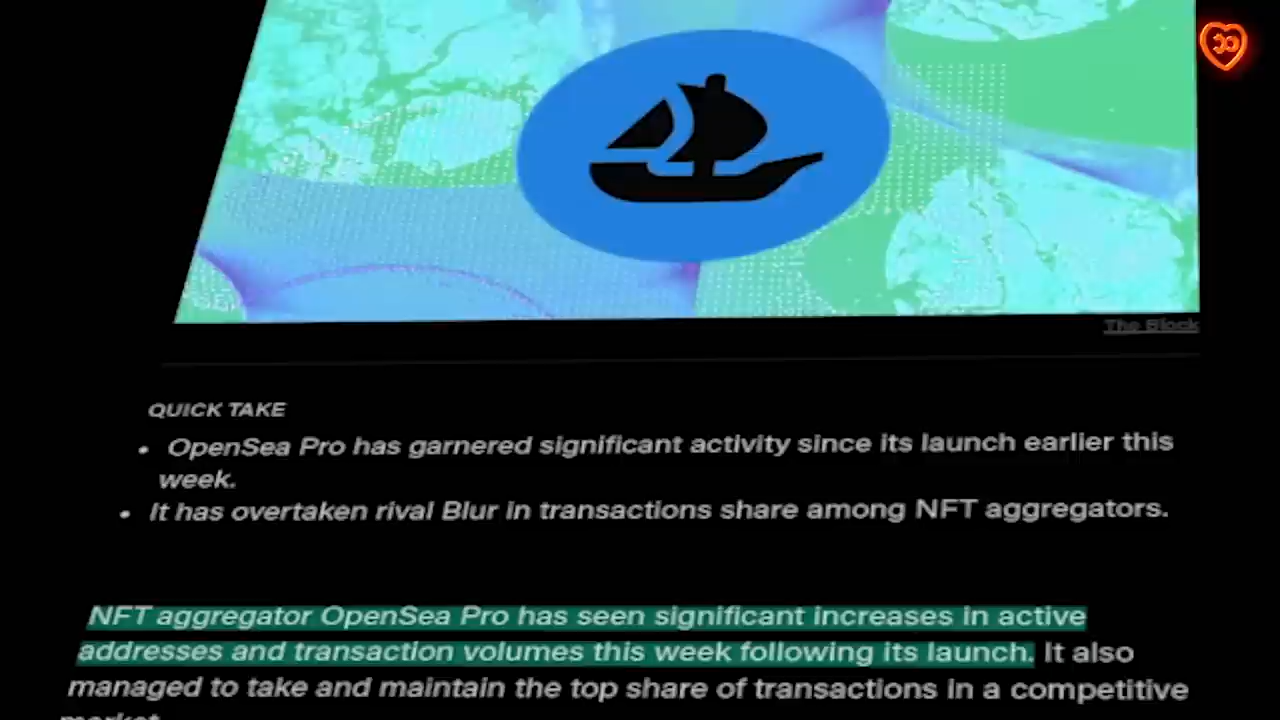 The Block
QUICK TAKE
• OpenSea Pro has garnered significant activity since its launch earlier this
week.
• It has overtaken rival Blur in transactions share among NFT aggregators.
NFT aggregator OpenSea Pro has seen significant increases in active
addresses and transaction volumes this week following its launch. It also
managed to take and maintain the top share of transactions in a competitive
market.